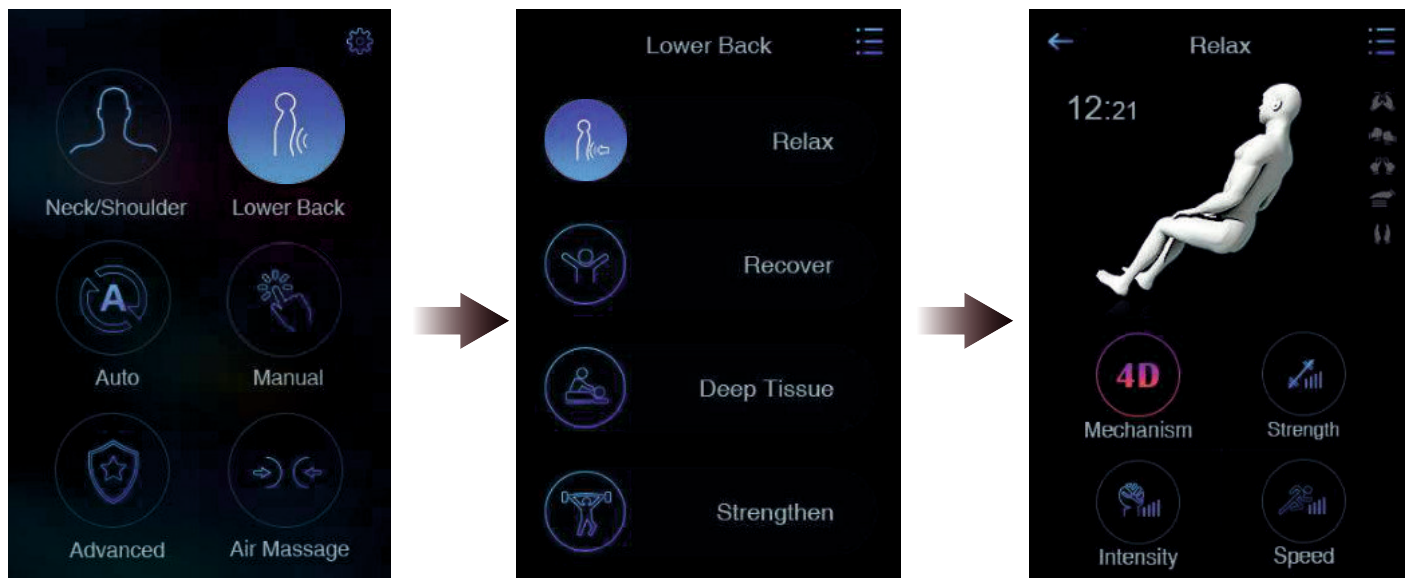 Neck/Shoulder
Lower Back
A
Auto
Manual
Advanced
Air Massage
Lower Back
Relax
Recover
Deep Tissue
Strengthen
Relax
12:21
4D
Mechanism
Strength
Intensity
Speed